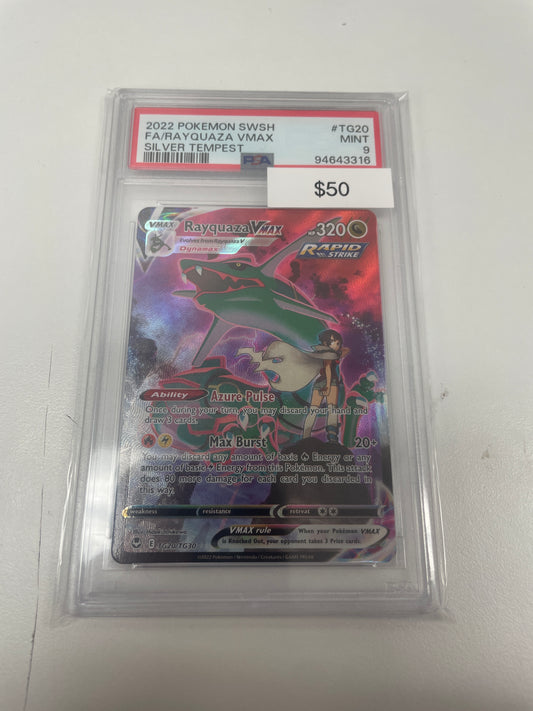 2022 POKEMON SWSH #TG20
FA/RAYQUAZA VMAX MINT
SILVER TEMPEST PSA 9
94643316
$50
VMAX Rayquaza VMAX 320
Evolves from Rayquaza V
Dynamax
RAPID
STRIKE
Ability Azure Pulse
Once during your turn, you may discard your hand and
draw 3 cards.
Max Burst 20+
You may discard any amount of basic Energy or any
amount of basic Energy from this Pokémon. This attack
does 80 more damage for each card you discarded in
this way.
weakness resistance retreat
VMAX rule When your Pokémon VMAX
is Knocked Out, your opponent takes 3 Prize cards.
Illus.
E TG20/TG30
©2022 Pokémon / Nintendo / Creatures / GAME FREAK